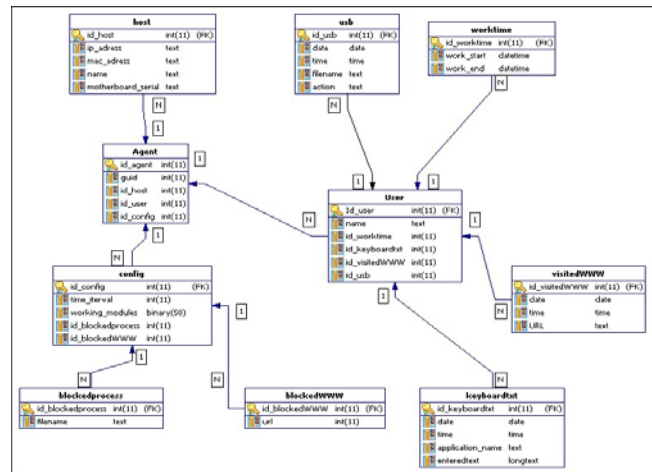 host
id_host int(11) (FK)
ip_adress text
mac_adress text
name text
motherboard_serial text
usb
id_usb int(11) (FK)
date date
time time
filename text
action text
worktime
id_worktime int(11) (FK)
work_start datetime
work_end datetime
N
1
N
1
N
1
Agent
id_agent int(11)
guid int(11)
id_host int(11)
id_user int(11)
id_config int(11)
1
N
User
Id_user int(11) (FK)
name text
id_worktime int(11)
id_keyboardtxt int(11)
id_visitedWWW int(11)
id_usb int(11)
1
N
1
N
config
id_config int(11) (FK)
time_iterval int(11)
working_modules binary(50)
id_blockedprocess int(11)
id_blockedWWW int(11)
visitedWWW
id_visitedWWW int(11) (FK)
date date
time time
URL text
1
N
1
N
1
N
blockedprocess
id_blockedprocess int(11) (FK)
filename text
blockedWWW
id_blockedWWW int(11) (FK)
url int(11)
keyboardtxt
id_keyboardtxt int(11) (FK)
date date
time time
application_name text
enteredtext longtext